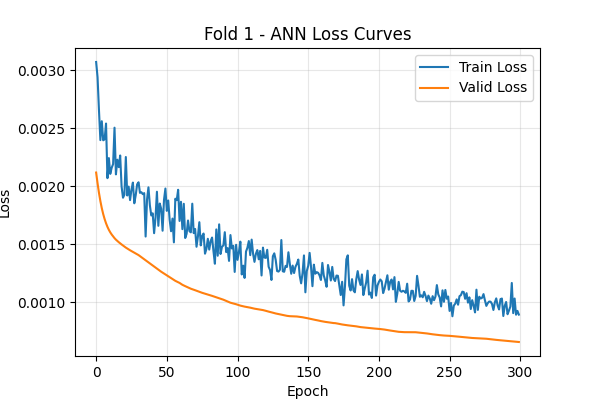 Fold 1 - ANN Loss Curves
Train Loss
Valid Loss
Loss
0.0030
0.0025
0.0020
0.0015
0.0010
0 50 100 150 200 250 300
Epoch